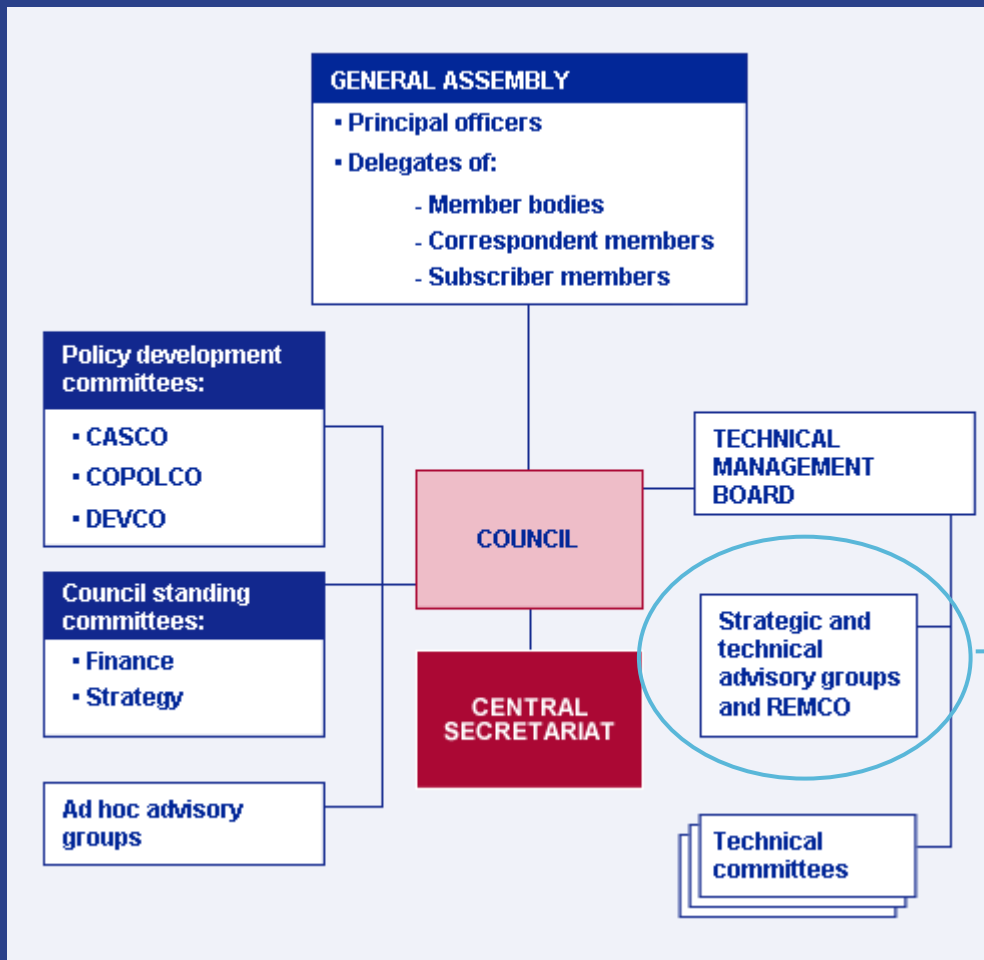 GENERAL ASSEMBLY
▪ Principal officers
▪ Delegates of:
- Member bodies
- Correspondent members
- Subscriber members
Policy development
committees:
▪ CASCO
▪ COPOLCO
▪ DEVCO
Council standing
committees:
▪ Finance
▪ Strategy
Ad hoc advisory
groups
COUNCIL
CENTRAL
SECRETARIAT
TECHNICAL
MANAGEMENT
BOARD
Strategic and
technical
advisory groups
and REMCO
Technical
committees